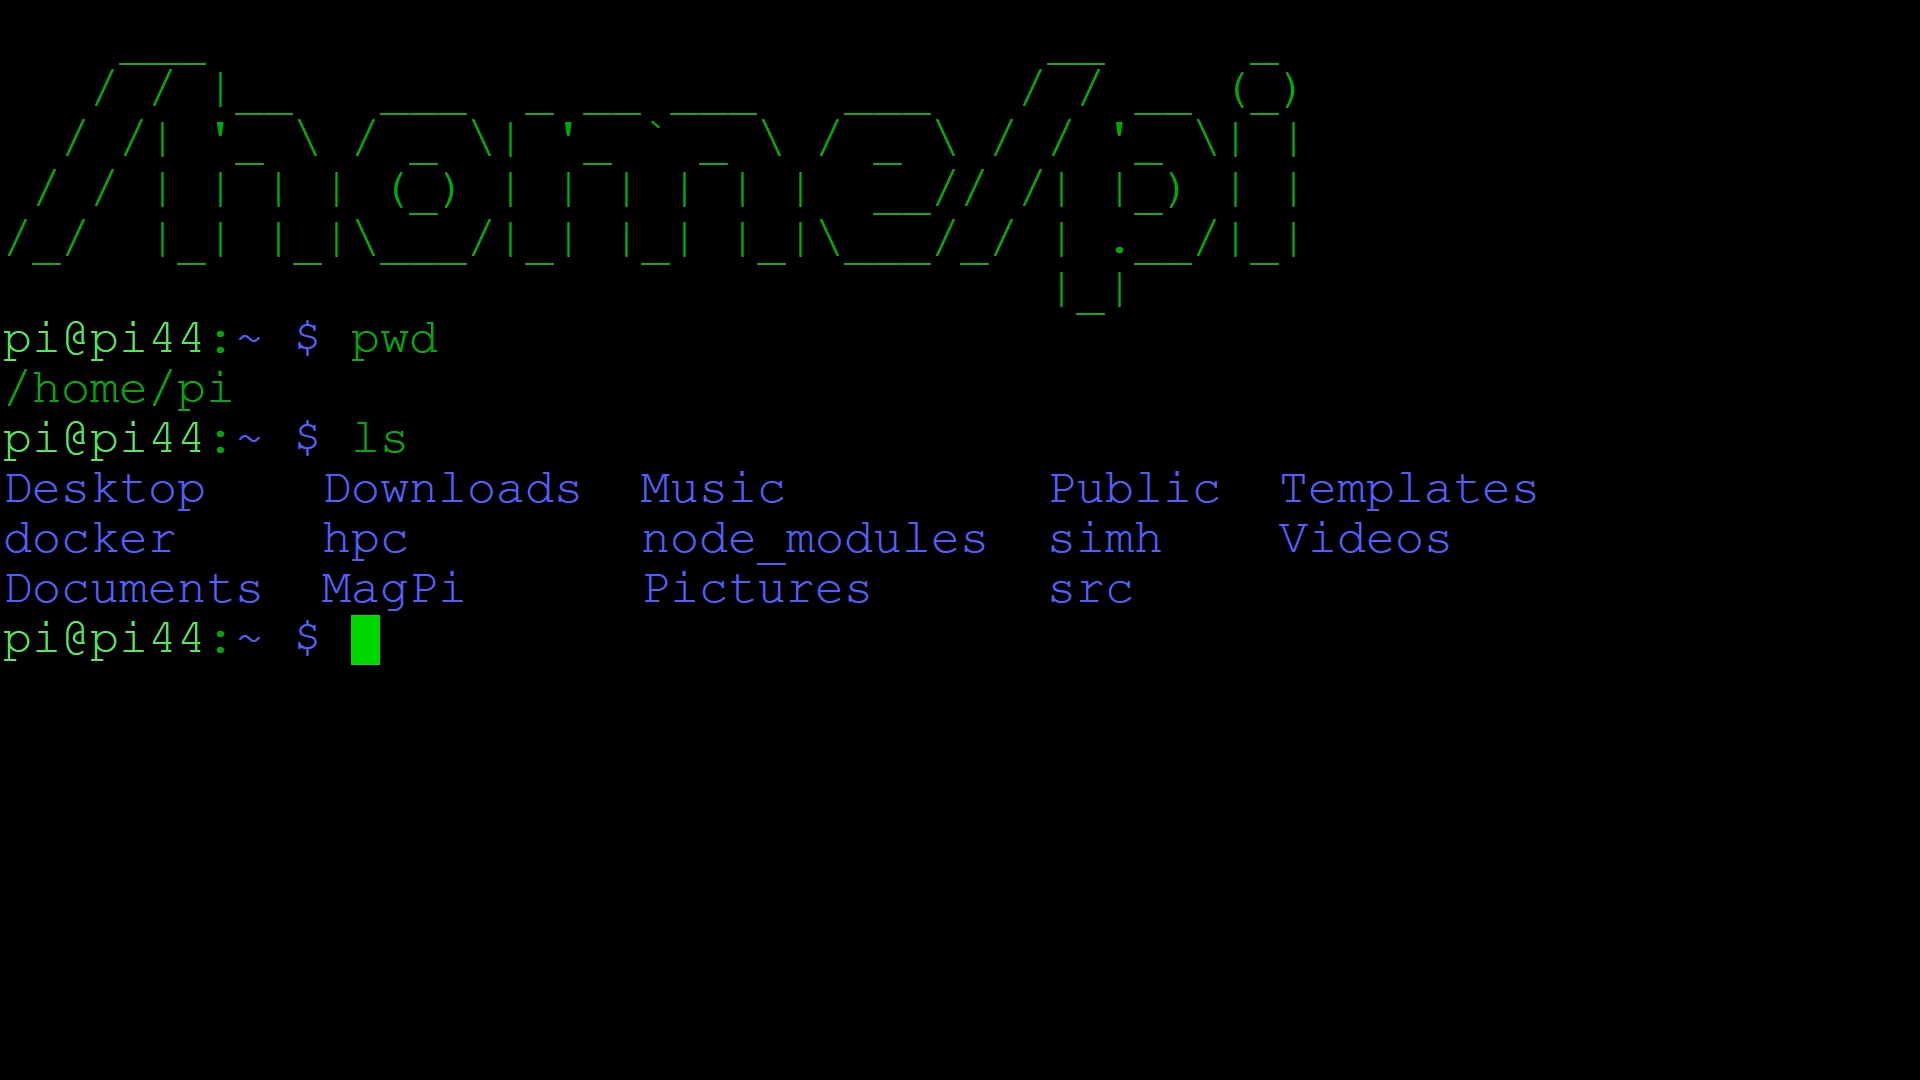 /home/pi
pi@pi44:~ $ pwd
/home/pi
pi@pi44:~ $ ls
Desktop    Downloads  Music         Public  Templates
docker     hpc        node_modules  simh    Videos
Documents  MagPi      Pictures      src
pi@pi44:~ $